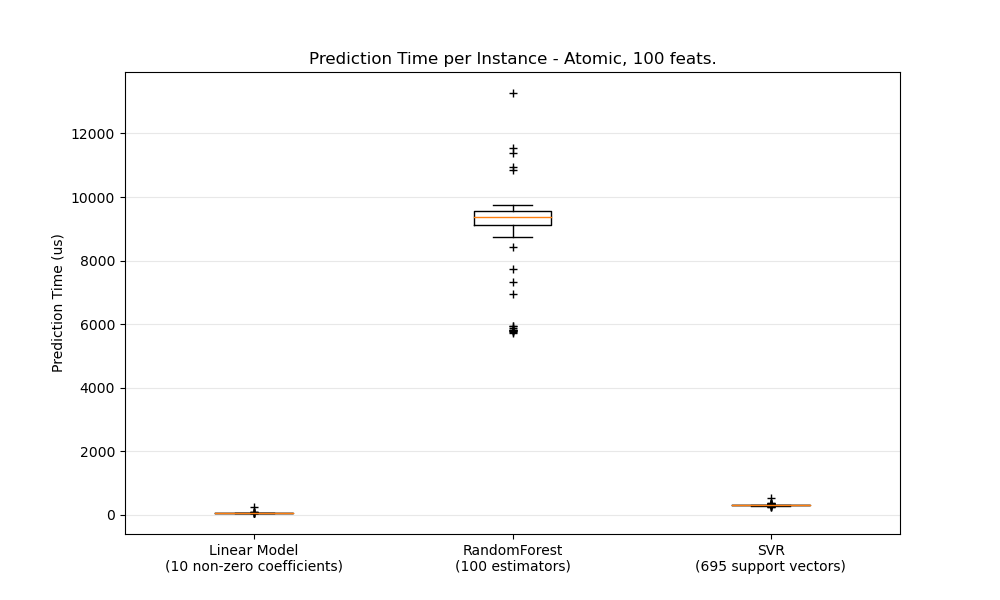 Prediction Time per Instance - Atomic, 100 feats.
Prediction Time (us)
12000
10000
8000
6000
4000
2000
0
Linear Model
(10 non-zero coefficients)
RandomForest
(100 estimators)
SVR
(695 support vectors)